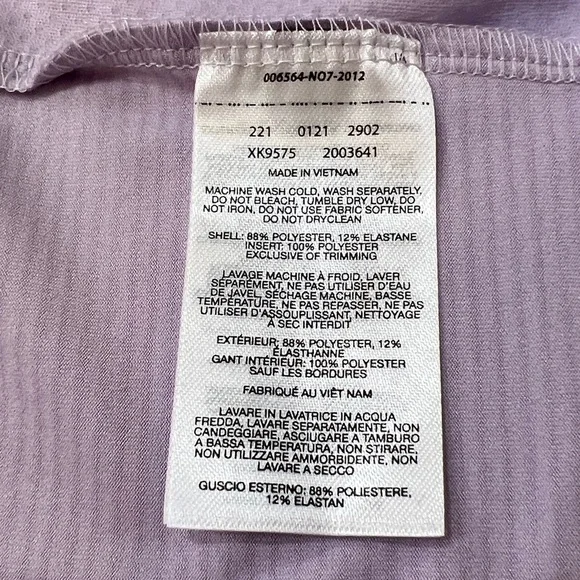 006564-NO7-2012
221 0121 2902
XK9575 2003641
MADE IN VIETNAM
MACHINE WASH COLD, WASH SEPARATELY,
DO NOT BLEACH, TUMBLE DRY LOW, DO
NOT IRON, DO NOT USE FABRIC SOFTENER,
DO NOT DRYCLEAN
SHELL: 88% POLYESTER, 12% ELASTANE
INSERT: 100% POLYESTER
EXCLUSIVE OF TRIMMING
LAVAGE MACHINE À FROID, LAVER
SÉPARÉMENT, NE PAS UTILISER D'EAU
DE JAVEL, SÉCHAGE MACHINE, BASSE
TEMPÉRATURE, NE PAS REPASSER, NE PAS
UTILISER D'ASSOUPLISSANT, NETTOYAGE
À SEC INTERDIT
EXTÉRIEUR: 88% POLYESTER, 12%
ÉLASTHANNE
GANT INTÉRIEUR: 100% POLYESTER
SAUF LES BORDURES
FABRIQUÉ AU VIÊT NAM
LAVARE IN LAVATRICE IN ACQUA
FREDDA, LAVARE SEPARATAMENTE, NON
CANDEGGIARE, ASCIUGARE A TAMBURO
A BASSA TEMPERATURA, NON STIRARE,
NON UTILIZZARE AMMORBIDENTE, NON
LAVARE A SECCO
GUSCIO ESTERNO: 88% POLIESTERE,
12% ELASTAN